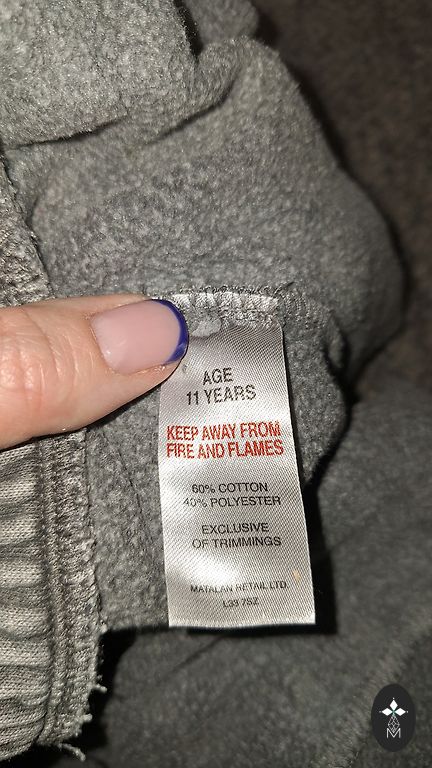 AGE
11 YEARS
KEEP AWAY FROM
FIRE AND FLAMES
60% COTTON
40% POLYESTER
EXCLUSIVE
OF TRIMMINGS
MATALAN RETAIL LTD.
L33 7SZ
M